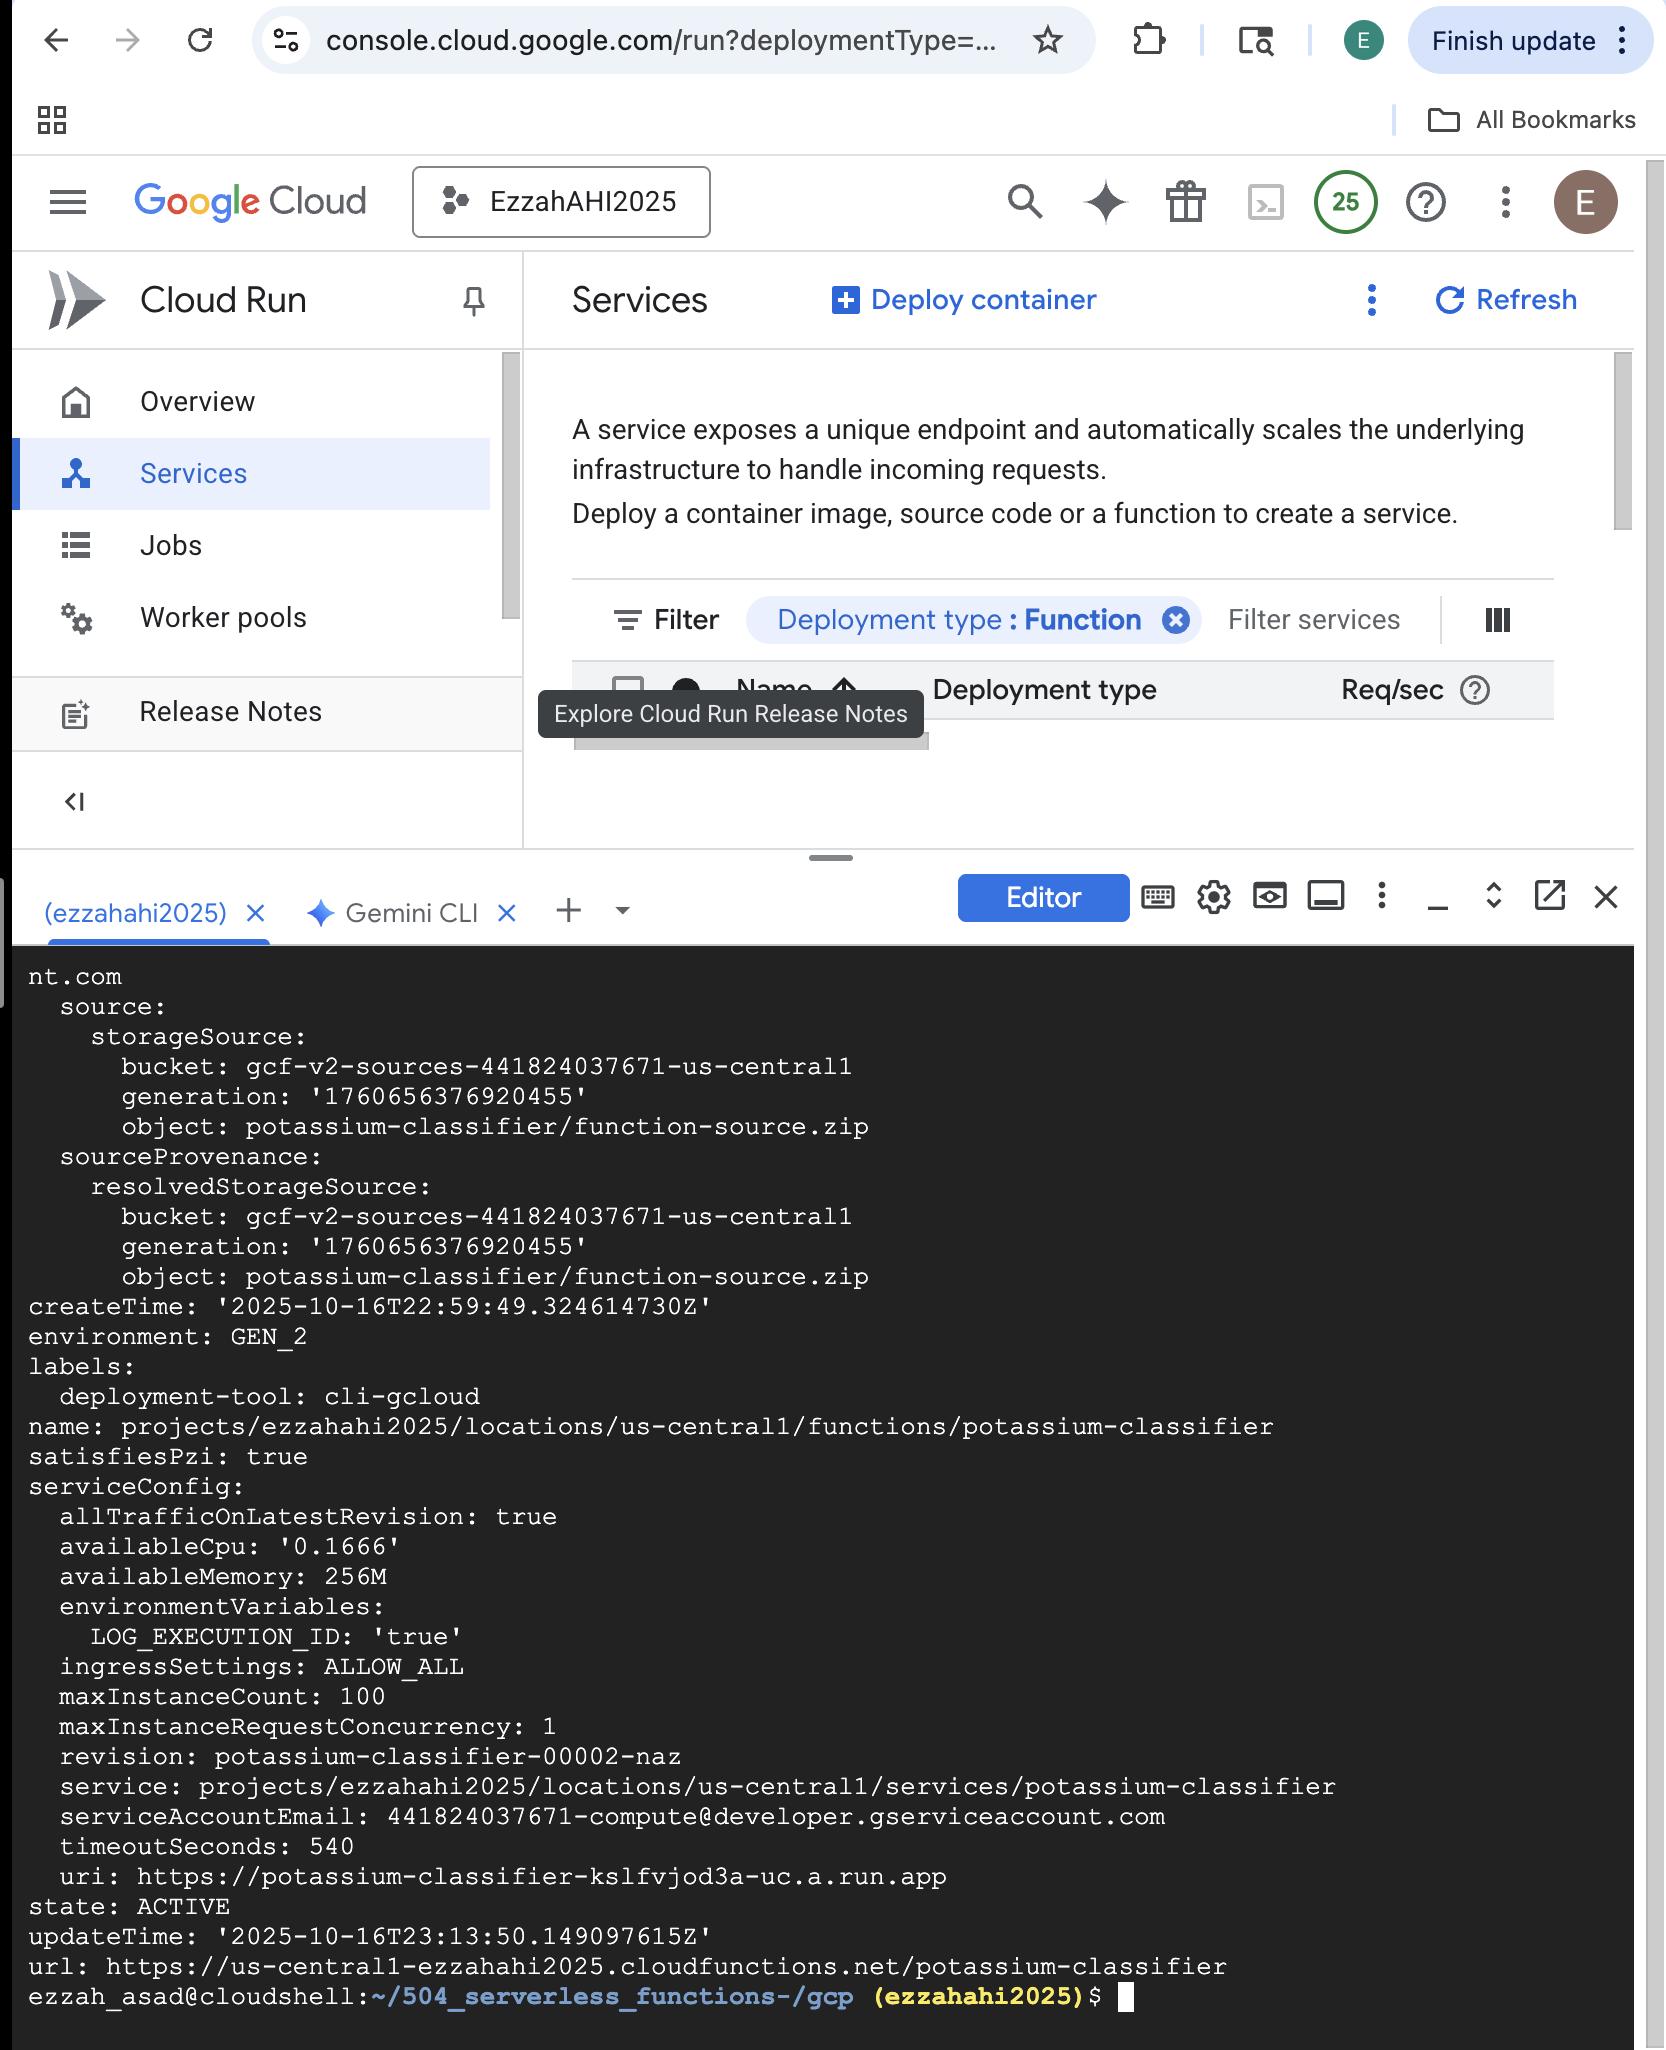 console.cloud.google.com/run?deploymentType=...
E
Finish update
All Bookmarks
Google Cloud
EzzahAHI2025
25
E
Cloud Run
Services
Deploy container
Refresh
Overview
Services
Jobs
Worker pools
Release Notes
A service exposes a unique endpoint and automatically scales the underlying
infrastructure to handle incoming requests.
Deploy a container image, source code or a function to create a service.
Filter
Deployment type : Function
Filter services
Name
Deployment type
Req/sec
Explore Cloud Run Release Notes
(ezzahahi2025)
Gemini CLI
Editor
nt.com
  source:
    storageSource:
      bucket: gcf-v2-sources-441824037671-us-central1
      generation: '1760656376920455'
      object: potassium-classifier/function-source.zip
  sourceProvenance:
    resolvedStorageSource:
      bucket: gcf-v2-sources-441824037671-us-central1
      generation: '1760656376920455'
      object: potassium-classifier/function-source.zip
createTime: '2025-10-16T22:59:49.324614730Z'
environment: GEN_2
labels:
  deployment-tool: cli-gcloud
name: projects/ezzahahi2025/locations/us-central1/functions/potassium-classifier
satisfiesPzi: true
serviceConfig:
  allTrafficOnLatestRevision: true
  availableCpu: '0.1666'
  availableMemory: 256M
  environmentVariables:
    LOG_EXECUTION_ID: 'true'
  ingressSettings: ALLOW_ALL
  maxInstanceCount: 100
  maxInstanceRequestConcurrency: 1
  revision: potassium-classifier-00002-naz
  service: projects/ezzahahi2025/locations/us-central1/services/potassium-classifier
  serviceAccountEmail: 441824037671-compute@developer.gserviceaccount.com
  timeoutSeconds: 540
  uri: https://potassium-classifier-kslfvjod3a-uc.a.run.app
state: ACTIVE
updateTime: '2025-10-16T23:13:50.149097615Z'
url: https://us-central1-ezzahahi2025.cloudfunctions.net/potassium-classifier
ezzah_asad@cloudshell:~/504_serverless_functions-/gcp (ezzahahi2025)$